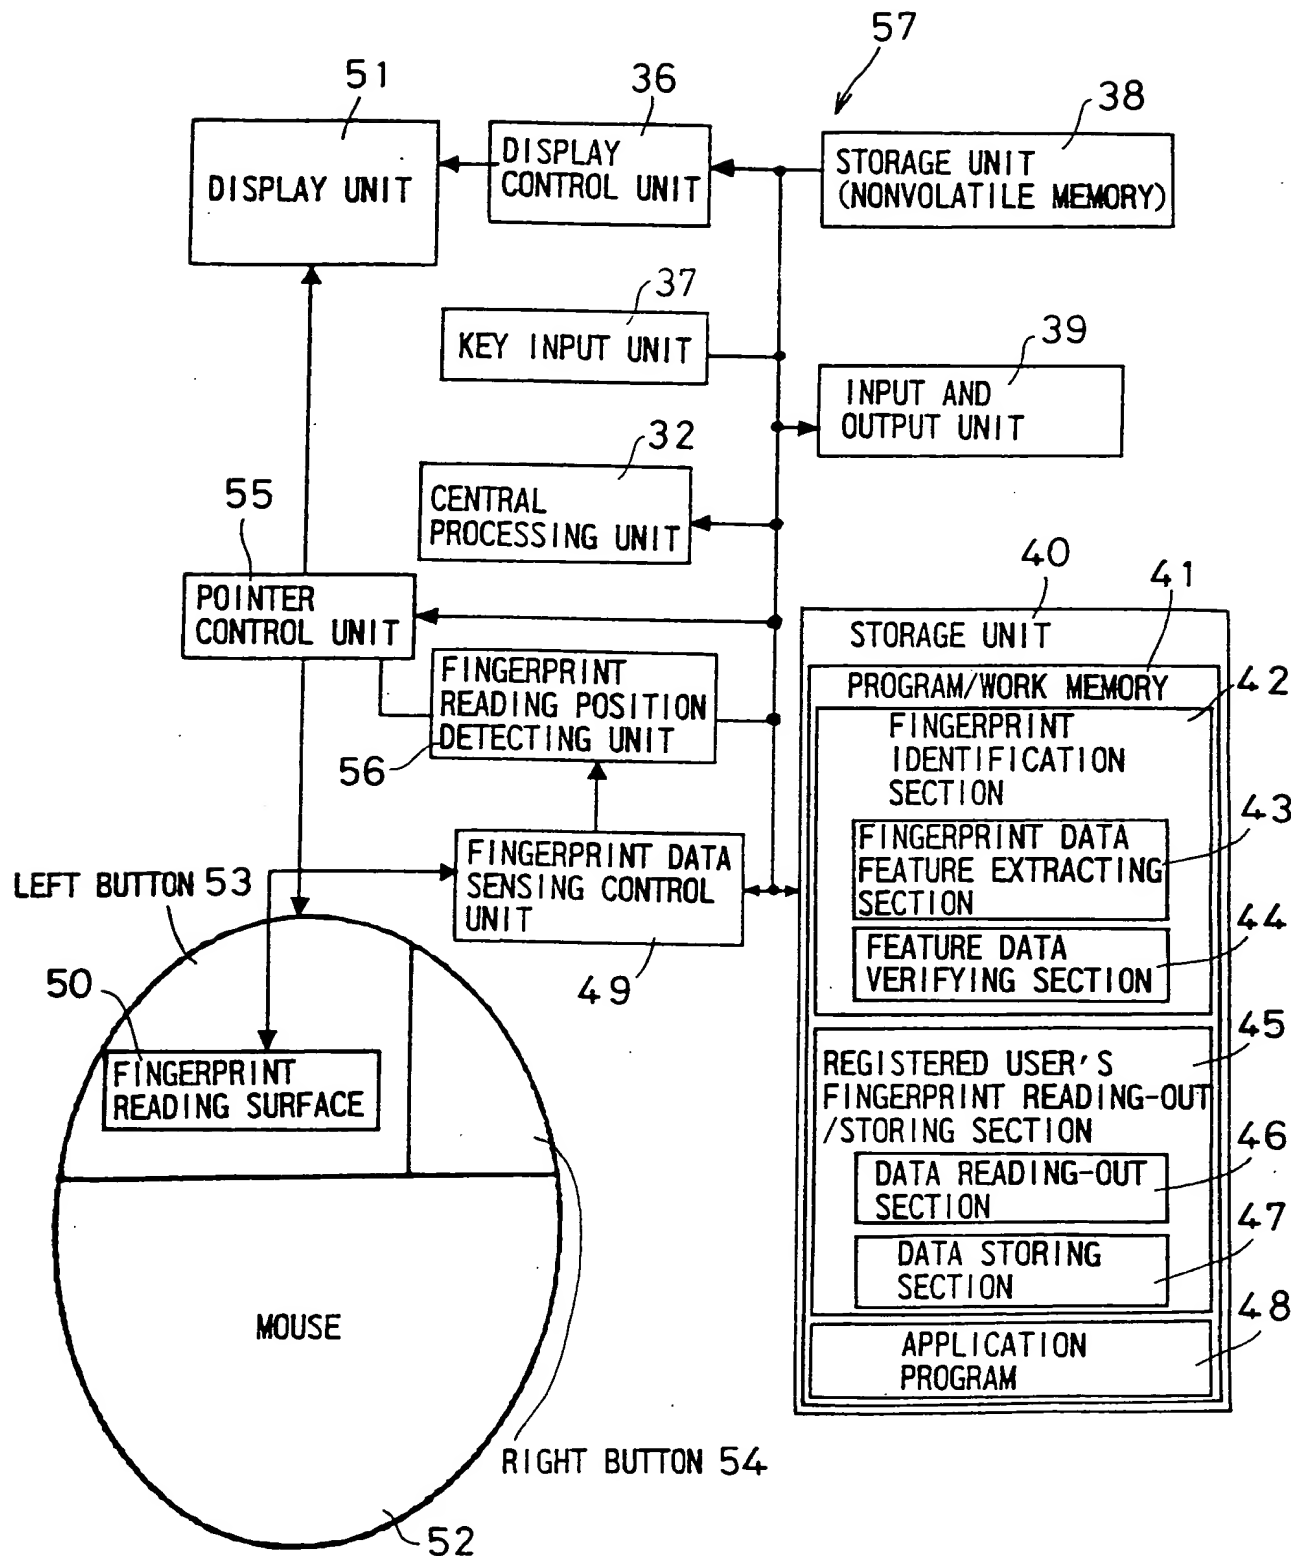 57
51
36
38
DISPLAY UNIT
DISPLAY
CONTROL UNIT
STORAGE UNIT
(NONVOLATILE MEMORY)
37
KEY INPUT UNIT
39
INPUT AND
OUTPUT UNIT
32
CENTRAL
PROCESSING UNIT
55
POINTER
CONTROL UNIT
40
41
STORAGE UNIT
PROGRAM/WORK MEMORY
42
FINGERPRINT
READING POSITION
DETECTING UNIT
56
FINGERPRINT
IDENTIFICATION
SECTION
43
FINGERPRINT DATA
FEATURE EXTRACTING
SECTION
FINGERPRINT DATA
SENSING CONTROL
UNIT
49
LEFT BUTTON 53
44
FEATURE DATA
VERIFYING SECTION
50
FINGERPRINT
READING SURFACE
45
REGISTERED USER'S
FINGERPRINT READING-OUT
/STORING SECTION
46
DATA READING-OUT
SECTION
47
DATA STORING
SECTION
48
APPLICATION
PROGRAM
MOUSE
RIGHT BUTTON 54
52